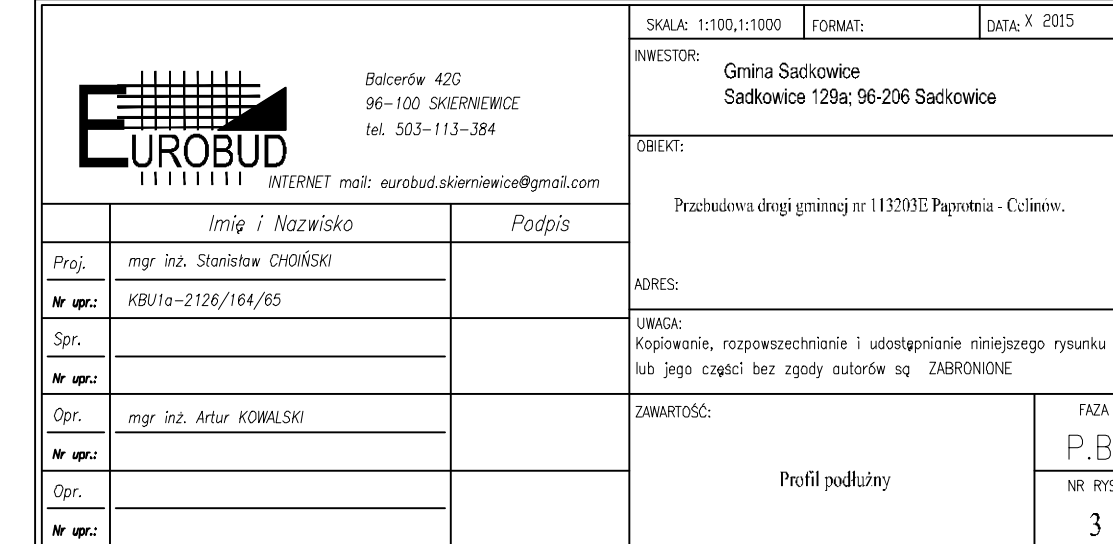 EUROBUD
Balcerów 42G
96-100 SKIERNIEWICE
tel. 503-113-384
INTERNET mail: eurobud.skierniewice@gmail.com
SKALA: 1:100,1:1000 FORMAT: DATA: X 2015
INWESTOR:
Gmina Sadkowice
Sadkowice 129a; 96-206 Sadkowice
OBIEKT:
Przebudowa drogi gminnej nr 113203E Paprotnia - Celinów.
ADRES:
UWAGA:
Kopiowanie, rozpowszechnianie i udostępnianie niniejszego rysunku
lub jego części bez zgody autorów są ZABRONIONE
Imię i Nazwisko Podpis
Proj. mgr inż. Stanisław CHOIŃSKI
Nr upr.: KBU1a-2126/164/65
Spr.
Nr upr.:
Opr. mgr inż. Artur KOWALSKI
Nr upr.:
Opr.
Nr upr.:
ZAWARTOŚĆ:
Profil podłużny
FAZA
P.B
NR RYS
3